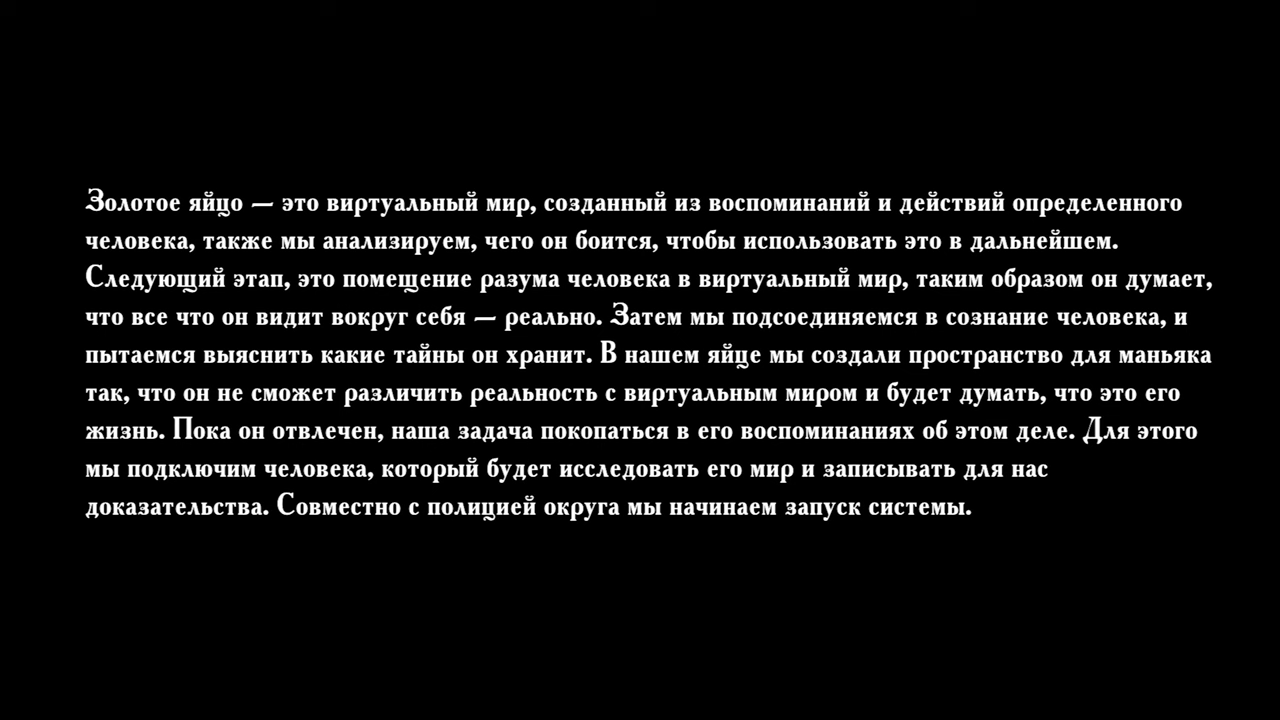 Золотое яйцо — это виртуальный мир, созданный из воспоминаний и действий определенного
человека, также мы анализируем, чего он боится, чтобы использовать это в дальнейшем.
Следующий этап, это помещение разума человека в виртуальный мир, таким образом он думает,
что все что он видит вокруг себя — реально. Затем мы подсоединяемся в сознание человека, и
пытаемся выяснить какие тайны он хранит. В нашем яйце мы создали пространство для маньяка
так, что он не сможет различить реальность с виртуальным миром и будет думать, что это его
жизнь. Пока он отвлечен, наша задача покопаться в его воспоминаниях об этом деле. Для этого
мы подключим человека, который будет исследовать его мир и записывать для нас
доказательства. Совместно с полицией округа мы начинаем запуск системы.